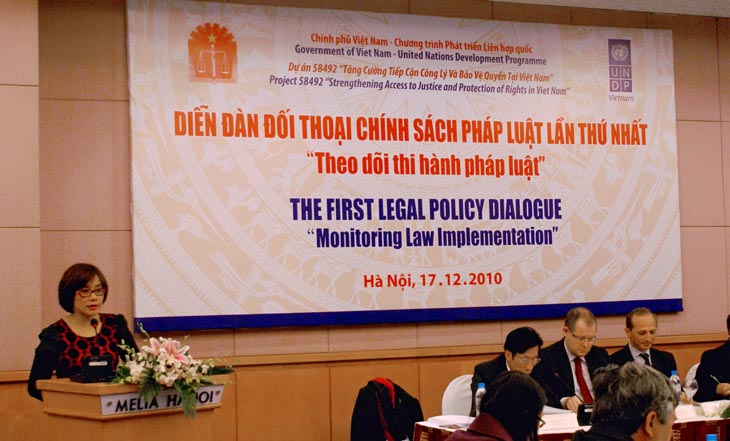 Chính phủ Việt Nam - Chương trình Phát triển Liên hợp quốc
Government of Viet Nam - United Nations Development Programme
Dự án 58492 "Tăng Cường Tiếp Cận Công Lý Và Bảo Vệ Quyền Tại Việt Nam"
Project 58492 "Strengthening Access to Justice and Protection of Rights in Viet Nam"
UN
DP
Vietnam
DIỄN ĐÀN ĐỐI THOẠI CHÍNH SÁCH PHÁP LUẬT LẦN THỨ NHẤT
"Theo dõi thi hành pháp luật"
THE FIRST LEGAL POLICY DIALOGUE
"Monitoring Law Implementation"
Hà Nội, 17.12.2010
MELIA HANOI